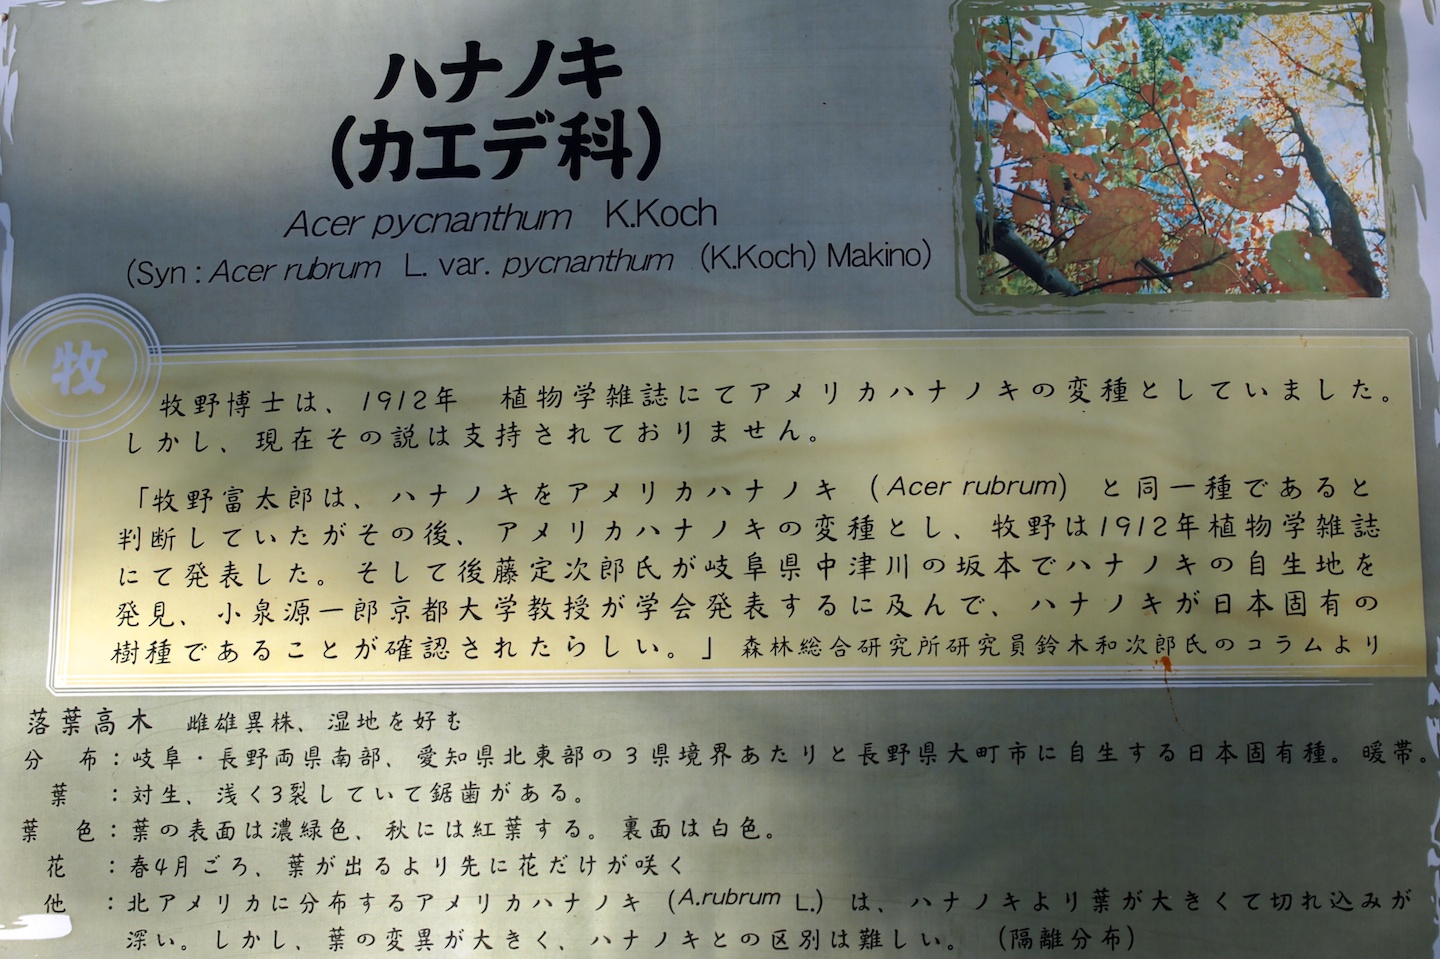 ハナノキ
(カエデ科)
Acer pycnanthum K.Koch
(Syn : Acer rubrum L. var. pycnanthum (K.Koch) Makino)
牧
牧野博士は、1912年 植物学雑誌にてアメリカハナノキの変種としていました。
しかし、現在その説は支持されておりません。
「牧野富太郎は、ハナノキをアメリカハナノキ (Acer rubrum) と同一種であると
判断していたがその後、アメリカハナノキの変種とし、牧野は1912年植物学雑誌
にて発表した。そして後藤定次郎氏が岐阜県中津川の坂本でハナノキの自生地を
発見、小泉源一郎京都大学教授が学会発表するに及んで、ハナノキが日本固有の
樹種であることが確認されたらしい。」森林総合研究所研究員鈴木和次郎氏のコラムより
落葉高木 雌雄異株、湿地を好む
分 布：岐阜・長野両県南部、愛知県北東部の3県境界あたりと長野県大町市に自生する日本固有種。暖帯。
葉 ：対生、浅く3裂していて鋸歯がある。
葉 色：葉の表面は濃緑色、秋には紅葉する。裏面は白色。
花 ：春4月ごろ、葉が出るより先に花だけが咲く
他 ：北アメリカに分布するアメリカハナノキ (A.rubrum L.) は、ハナノキより葉が大きくて切れ込みが
深い。しかし、葉の変異が大きく、ハナノキとの区別は難しい。 (隔離分布)